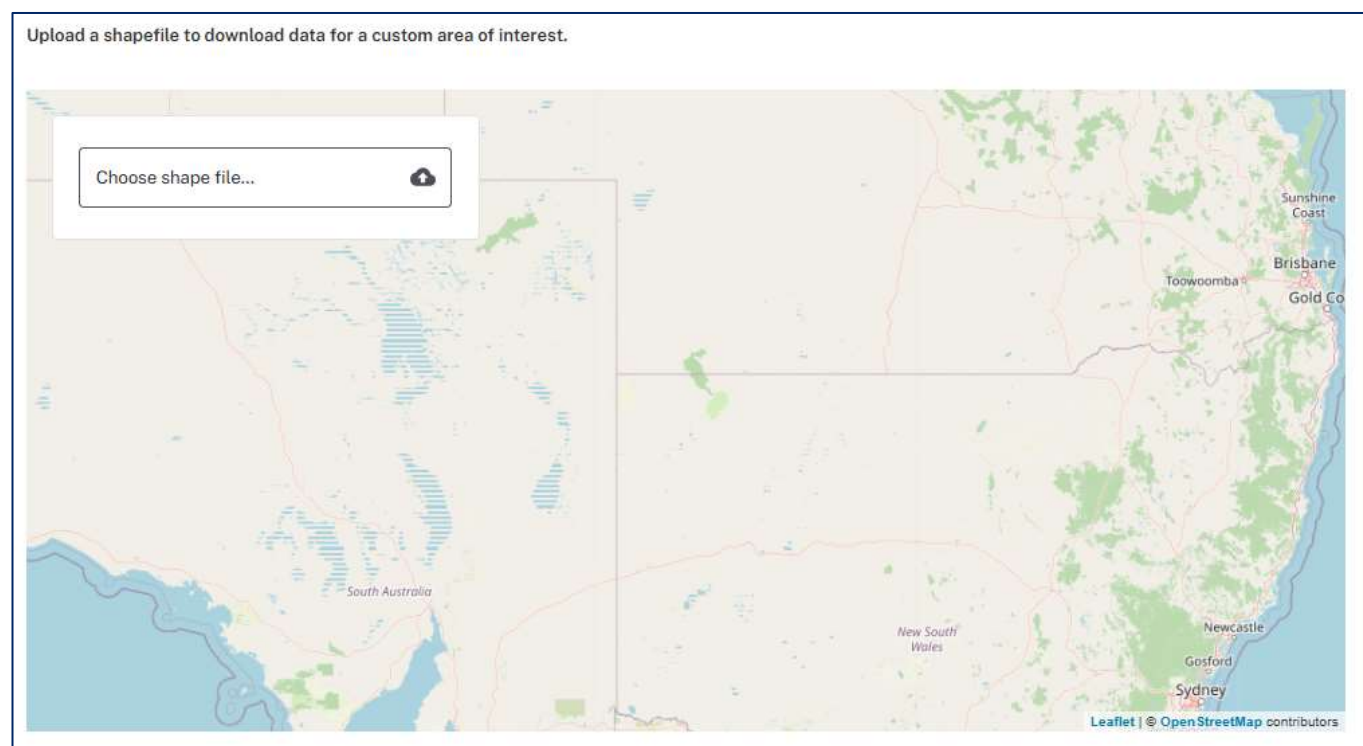 Upload a shapefile to download data for a custom area of interest.
Choose shape file...
Sunshine
Coast
Brisbane
Toowoomba
Gold Co
South Australia
New South
Wales
Newcastle
Gosford
Sydney
Leaflet | © OpenStreetMap contributors